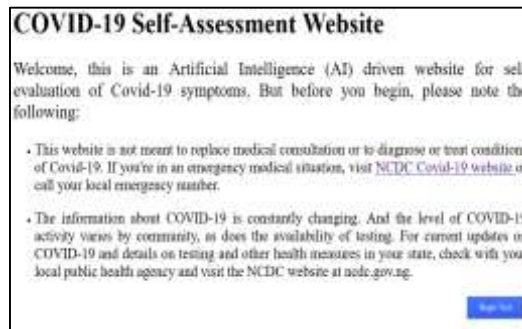 COVID-19 Self-Assessment Website
Welcome, this is an Artificial Intelligence (AI) driven website for sel
evaluation of Covid-19 symptoms. But before you begin, please note the
following:
• This website is not meant to replace medical consultation or to diagnose or treat condition
of Covid-19. If you're in an emergency medical situation, visit NCDC Covid-19 website o
call your local emergency number.
• The information about COVID-19 is constantly changing. And the level of COVID-1
activity varies by community, as does the availability of testing. For current updates o
COVID-19 and details on testing and other health measures in your state, check with you
local public health agency and visit the NCDC website at ncdc.gov.ng.